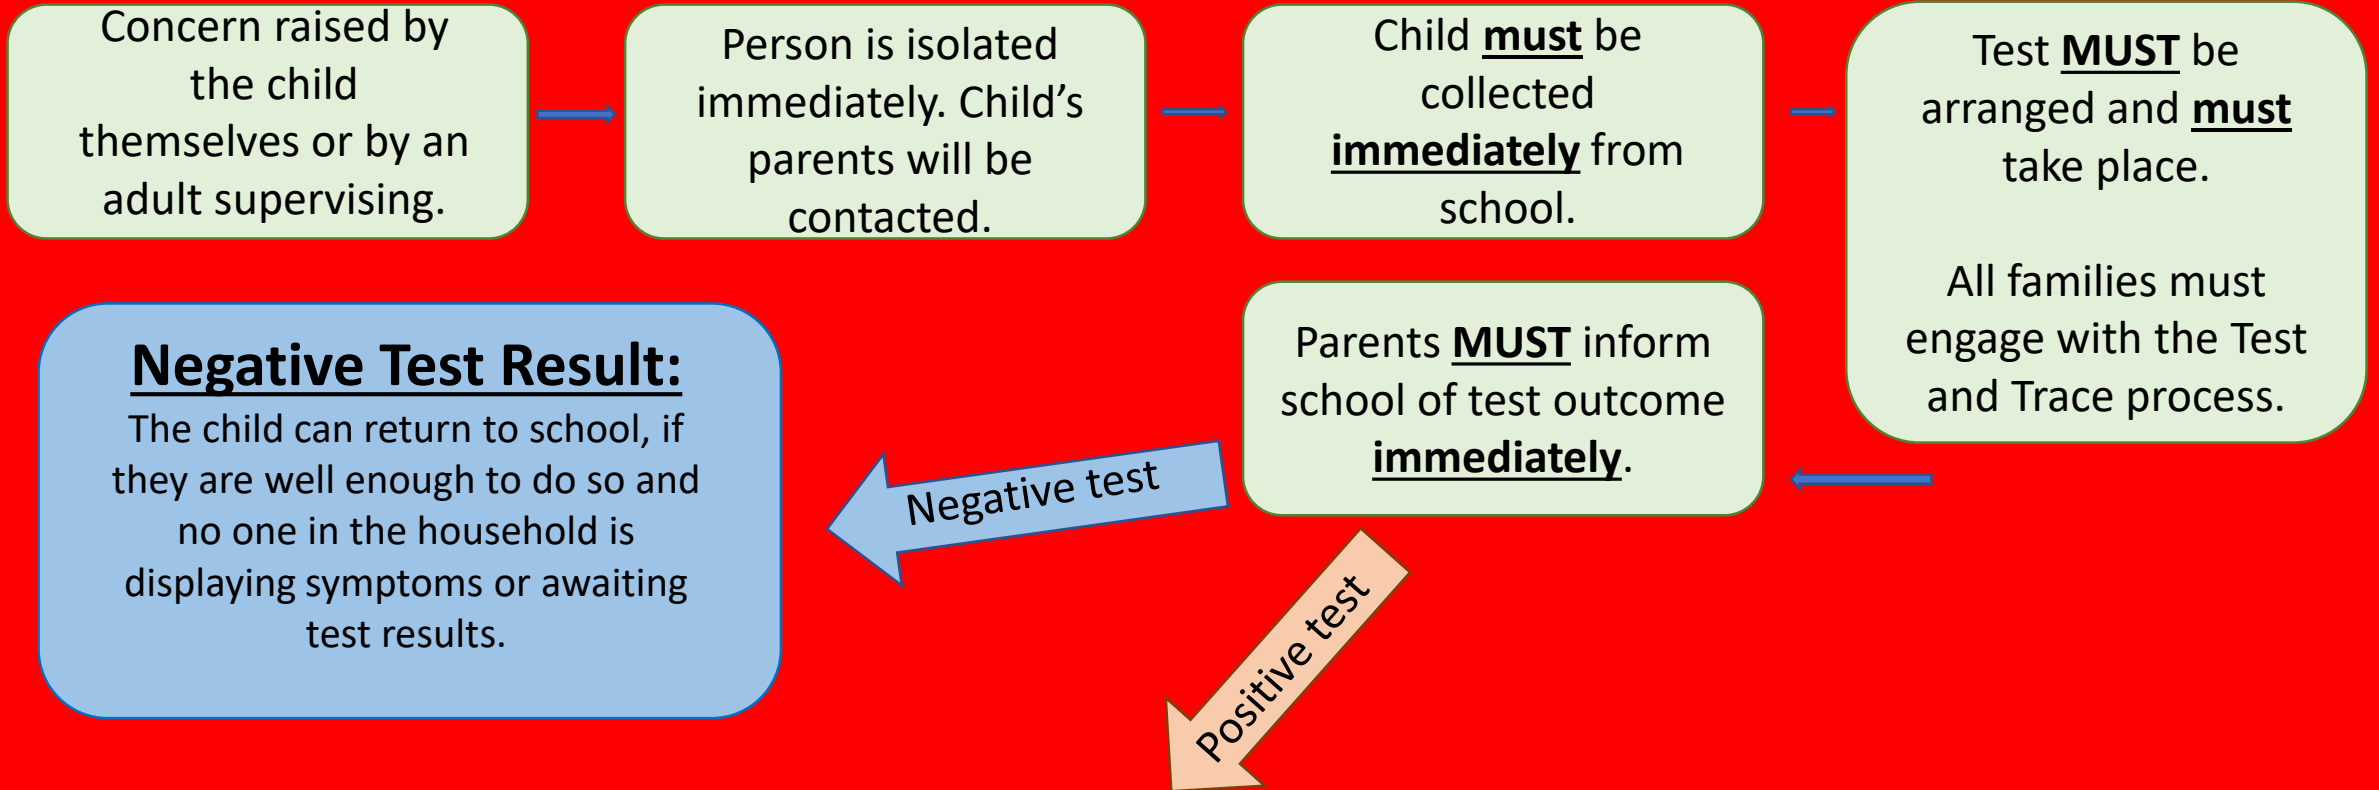 Concern raised by
the child
themselves or by an
adult supervising.
Person is isolated
immediately. Child’s
parents will be
contacted.
Child must be
collected
immediately from
school.
Test MUST be
arranged and must
take place.
All families must
engage with the Test
and Trace process.
Parents MUST inform
school of test outcome
immediately.
Negative test
Negative Test Result:
The child can return to school, if
they are well enough to do so and
no one in the household is
displaying symptoms or awaiting
test results.
Positive test